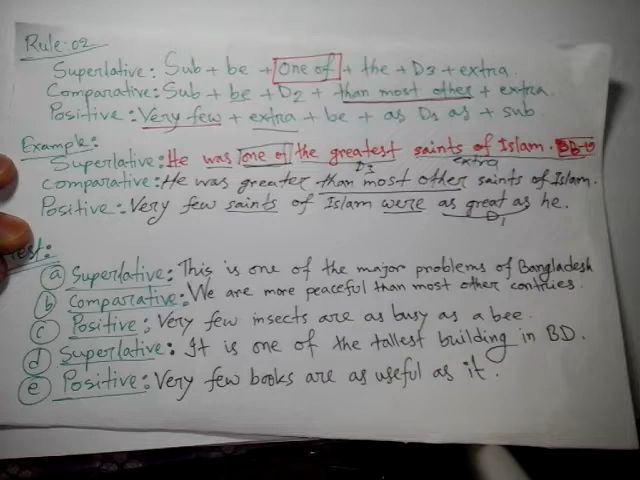 Rule:02
Superlative: Sub + be + one of + the + D3 + extra.
Comparative: Sub + be + D2 + than most other + extra.
Positive: Very few + extra + be + as D1 as + sub.
Example:
Superlative: He was one of the greatest saints of Islam.
D3 extra
Comparative: He was greater than most other saints of Islam.
Positive: Very few saints of Islam were as great as he.
D1
Test:
a Superlative: This is one of the major problems of Bangladesh
b Comparative: We are more peaceful than most other contries.
c Positive: Very few insects are as busy as a bee.
d Superlative: It is one of the tallest building in BD.
e Positive: Very few books are as useful as it.